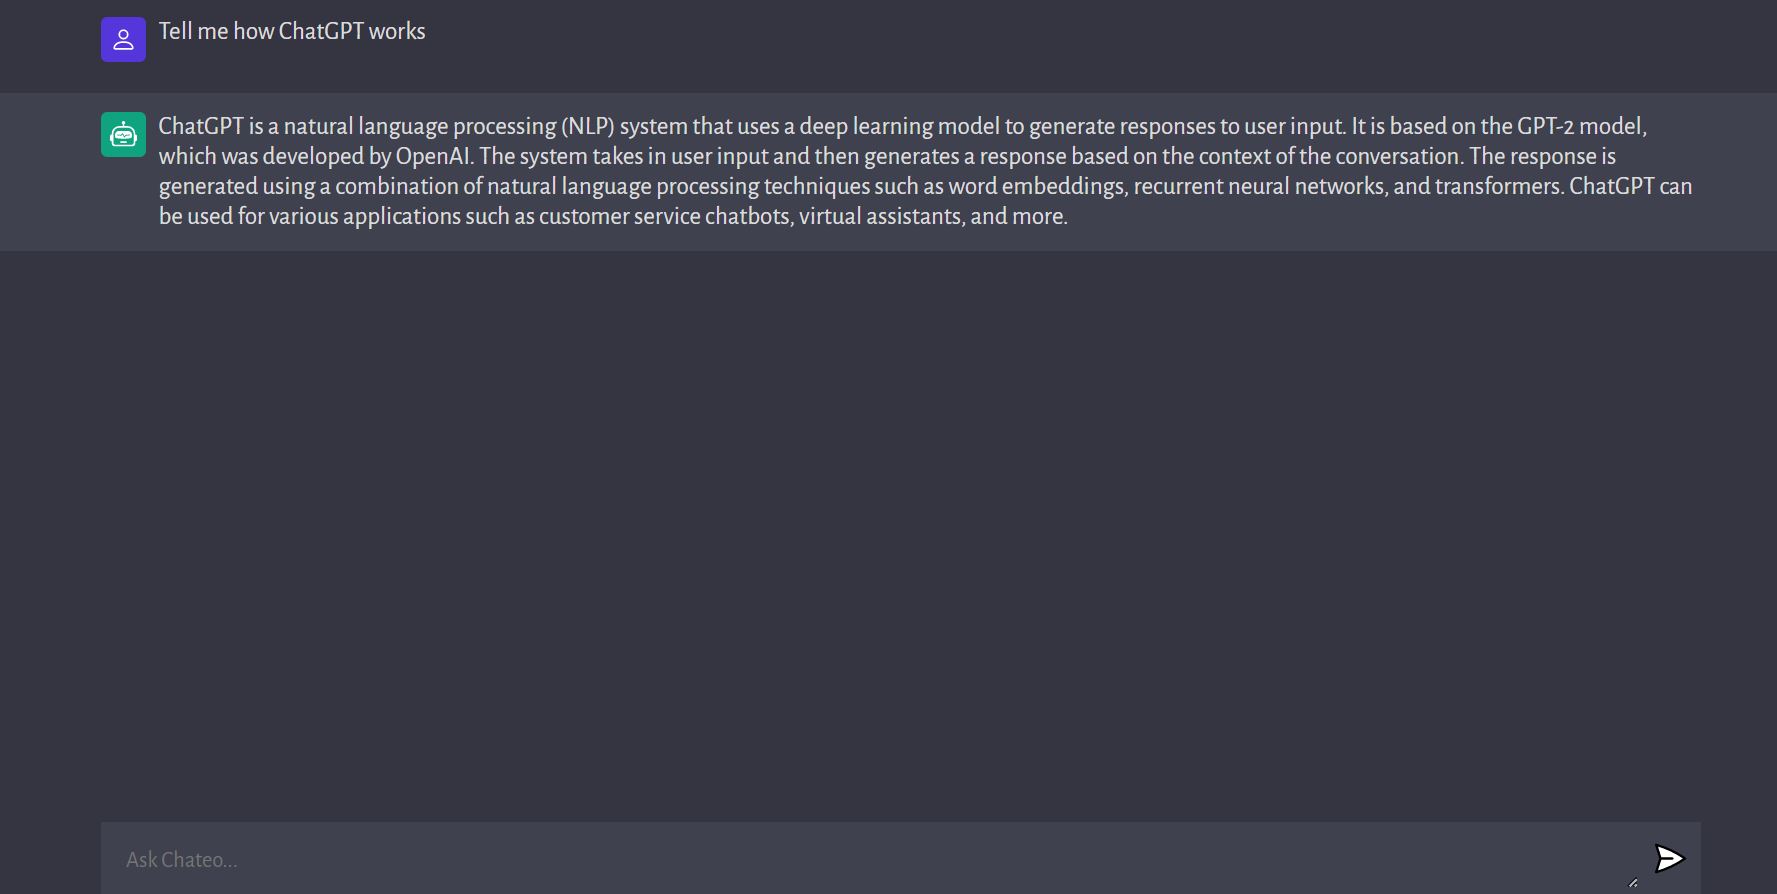 Tell me how ChatGPT works
ChatGPT is a natural language processing (NLP) system that uses a deep learning model to generate responses to user input. It is based on the GPT-2 model,
which was developed by OpenAI. The system takes in user input and then generates a response based on the context of the conversation. The response is
generated using a combination of natural language processing techniques such as word embeddings, recurrent neural networks, and transformers. ChatGPT can
be used for various applications such as customer service chatbots, virtual assistants, and more.
Ask Chateo...